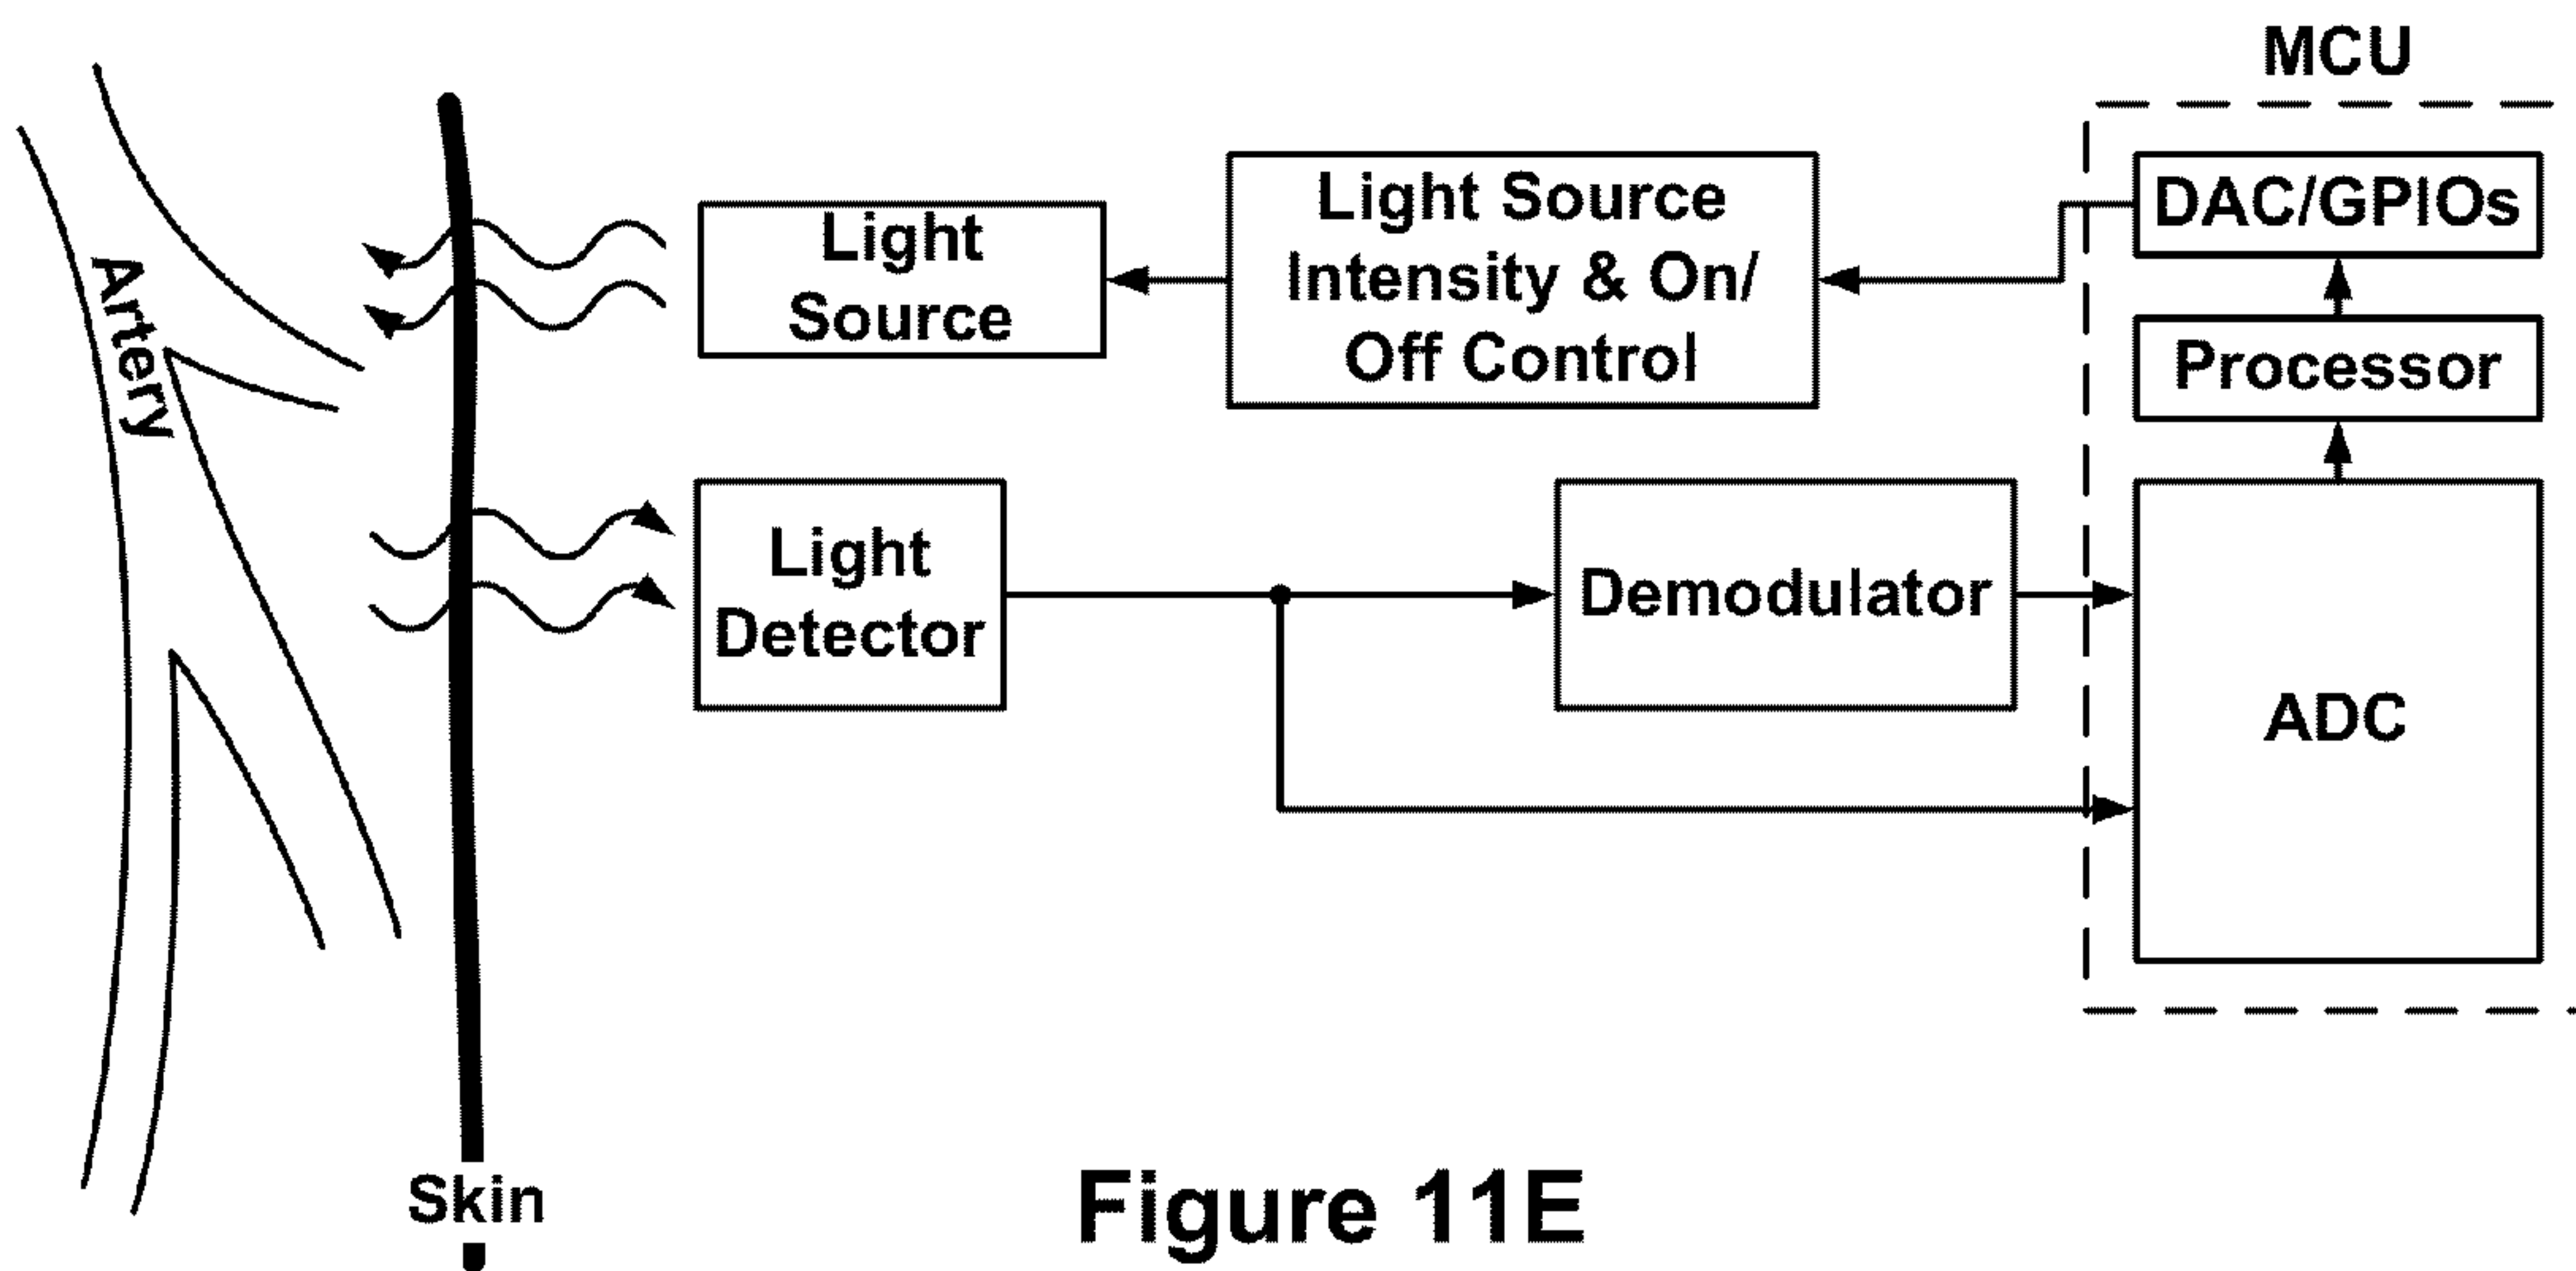 MCU
DAC/GPIOs
Light Source
Intensity & On/
Off Control
Light
Source
Artery
Processor
Light
Detector
Demodulator
ADC
Skin
Figure 11E